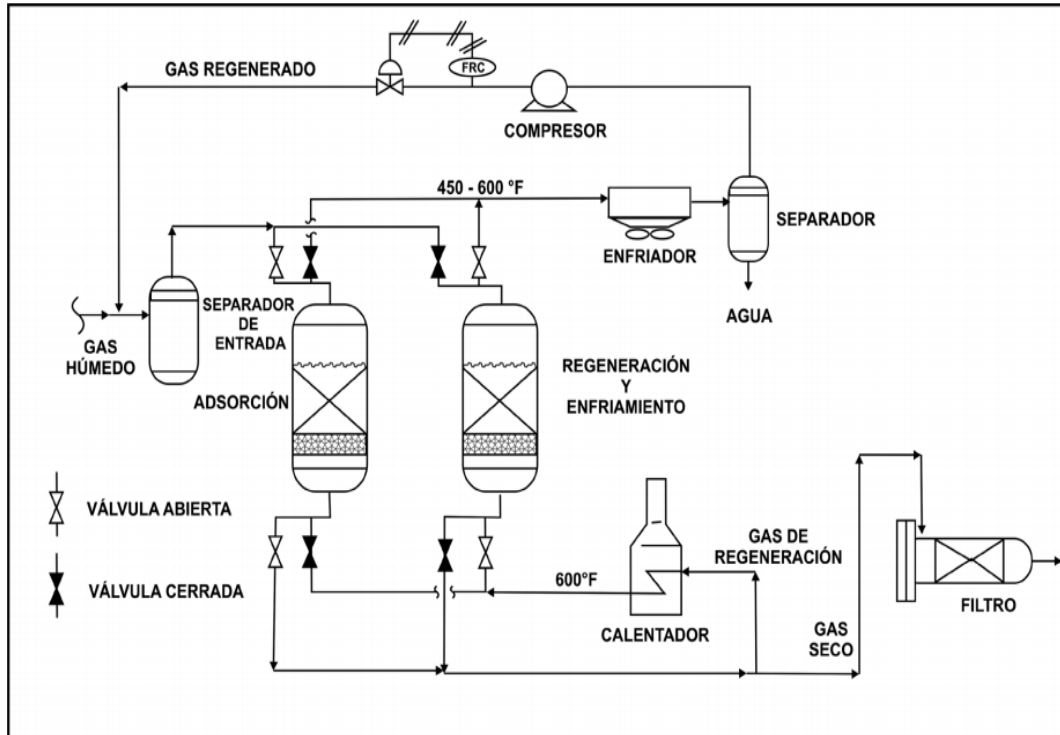 GAS REGENERADO
FRC
COMPRESOR
450 - 600 °F
SEPARADOR
ENFRIADOR
AGUA
SEPARADOR
DE
ENTRADA
GAS
HÚMEDO
ADSORCIÓN
REGENERACIÓN
Y
ENFRIAMIENTO
VÁLVULA ABIERTA
VÁLVULA CERRADA
600°F
CALENTADOR
GAS DE
REGENERACIÓN
GAS
SECO
FILTRO